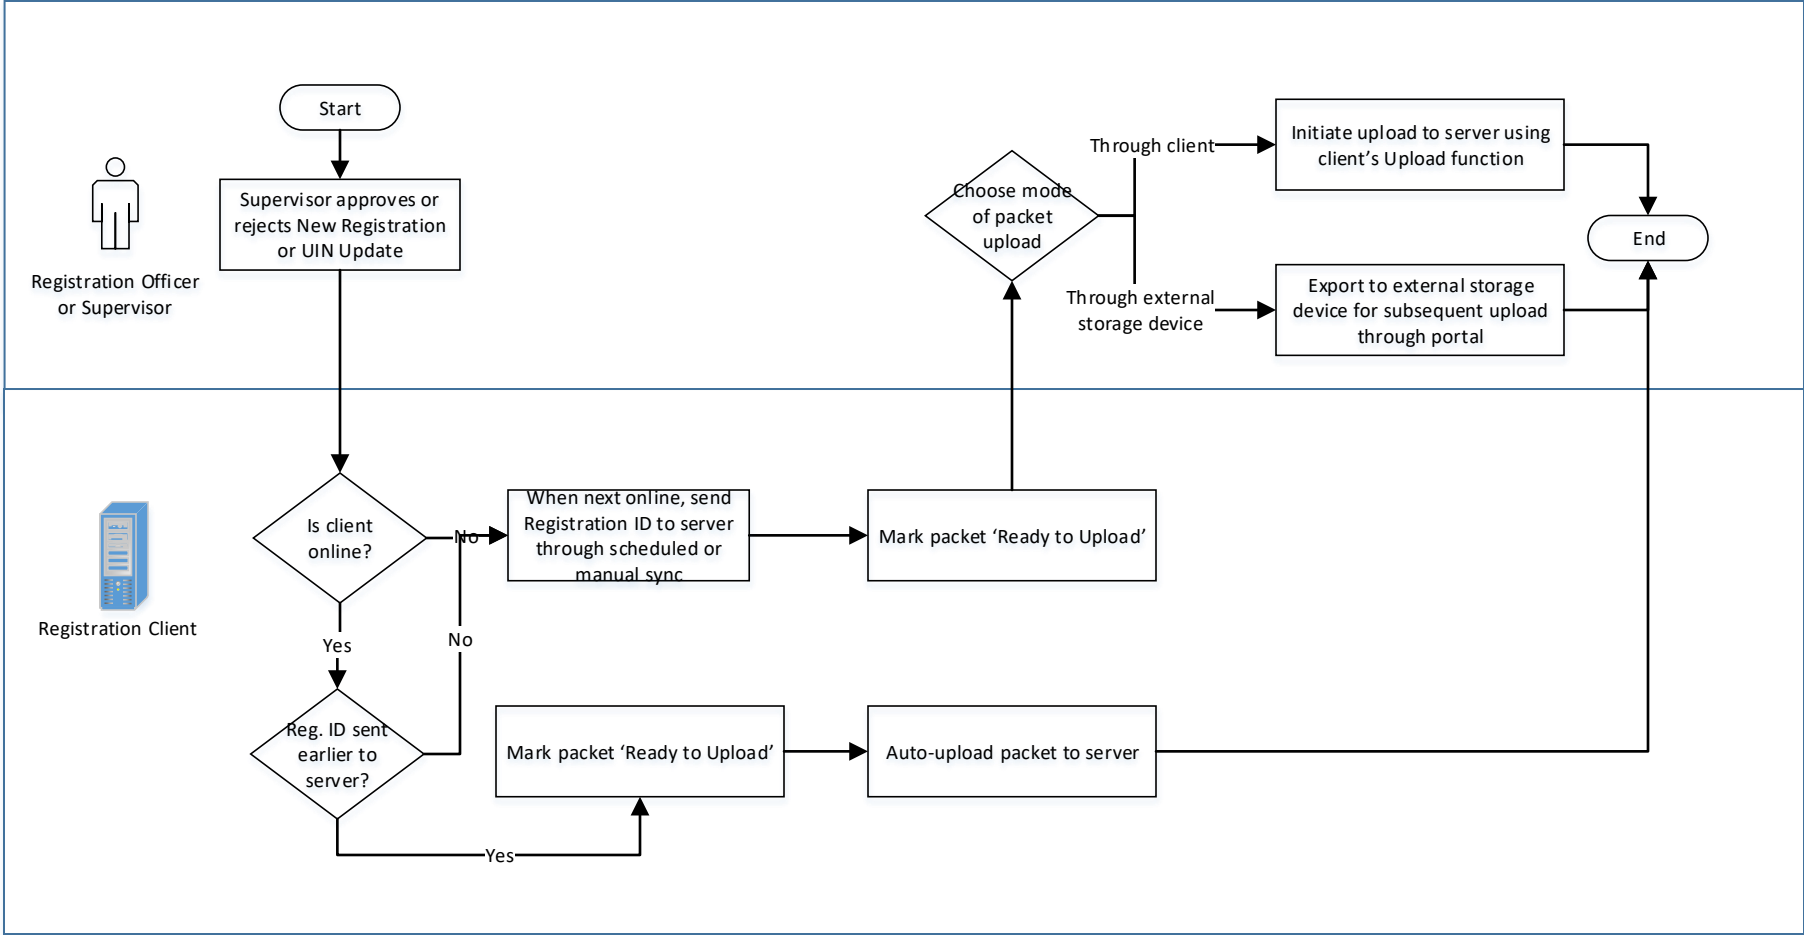 Start
Supervisor approves or
rejects New Registration
or UIN Update
Registration Officer
or Supervisor
Choose mode
of packet
upload
Through client
Initiate upload to server using
client’s Upload function
End
Through external
storage device
Export to external storage
device for subsequent upload
through portal
Is client
online?
No
When next online, send
Registration ID to server
through scheduled or
manual sync
Mark packet ‘Ready to Upload’
Registration Client
Yes
No
Reg. ID sent
earlier to
server?
Mark packet ‘Ready to Upload’
Auto-upload packet to server
Yes